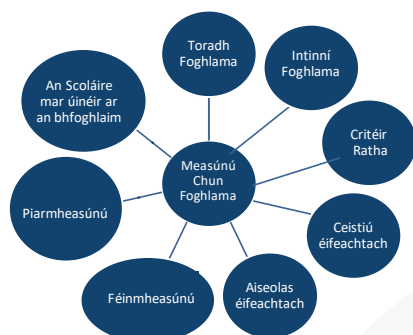 Toradh
Foghlama
Intinní
Foghlama
Critéir
Ratha
Ceistiú
éifeachtach
Aiseolas
éifeachtach
Féinmheasúnú
Piarmheasúnú
An Scoláire
mar úinéir ar
an bhfoghlaim
Measúnú
Chun
Foghlama